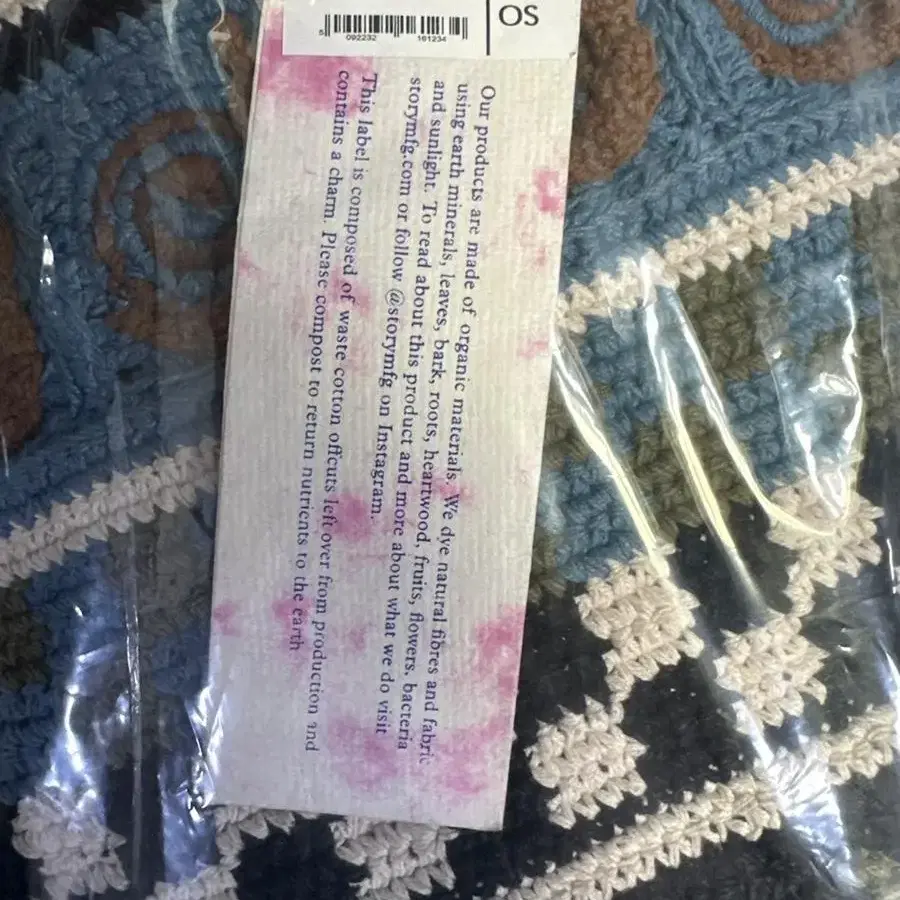 OS
5 092232 161234
Our products are made of organic materials. We dye natural fibres and fabric
using earth minerals, leaves, bark, roots, heartwood, fruits, flowers, bacteria
and sunlight. To read about this product and more about what we do visit
storymfg.com or follow @storymfg on Instagram.
This label is composed of waste cotton offcuts left over from production and
contains a charm. Please compost to return nutrients to the earth